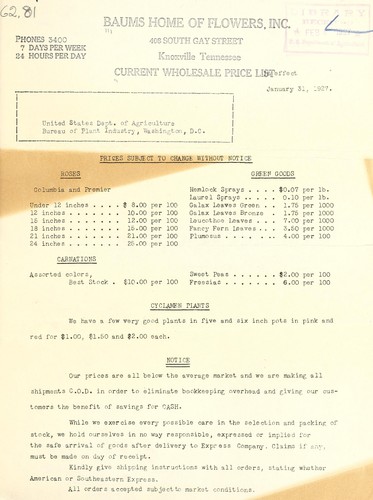 62.81
BAUMS HOME OF FLOWERS, INC.
PHONES 3400
7 DAYS PER WEEK
24 HOURS PER DAY
408 SOUTH GAY STREET
Knoxville Tennessee
CURRENT WHOLESALE PRICE LIST
effect
January 31, 192
United States Dept. of Agriculture
Bureau of Plant Industry, Washington, D.C.
PRICES SUBJECT TO CHANGE WITHOUT NOTICE
ROSES
Columbia and Premier
Under 12 inches . . . $ 8.00 per 100
12 inches . . . . . 10.00 per 100
15 inches . . . . . 12.00 per 100
18 inches . . . . . 15.00 per 100
21 inches . . . . . 21.00 per 100
24 inches . . . . . 25.00 per 100
GREEN GOODS
Hemlock Sprays . . . . $0.07 per lb.
Laurel Sprays . . 0.10 per lb.
Galax Leaves Green . 1.75 per 1000
Galax Leaves Bronze . 1.75 per 1000
Leucothoe Leaves . . 7.00 per 1000
Fancy Fern Leaves . . 3.50 per 1000
Plumosus . . . . . 4.00 per 100
CARNATIONS
Assorted colors,
Best Stock . $10.00 per 100
Sweet Peas . . . . . $2.00 per 100
Freesias . . . . . 6.00 per 100
CYCLAMEN PLANTS
We have a few very good plants in five and six inch pots in pink and
red for $1.00, $1.50 and $2.00 each.
NOTICE
Our prices are all below the average market and we are making all
shipments C.O.D. in order to eliminate bookkeeping overhead and giving our cus-
tomers the benefit of savings for CASH.
While we exercise every possible care in the selection and packing of
stock, we hold ourselves in no way responsible, expressed or implied for
the safe arrival of goods after delivery to Express Company. Claims if any,
must be made on day of receipt.
Kindly give shipping instructions with all orders, stating whether
American or Southeastern Express.
All orders accepted subject to market conditions.